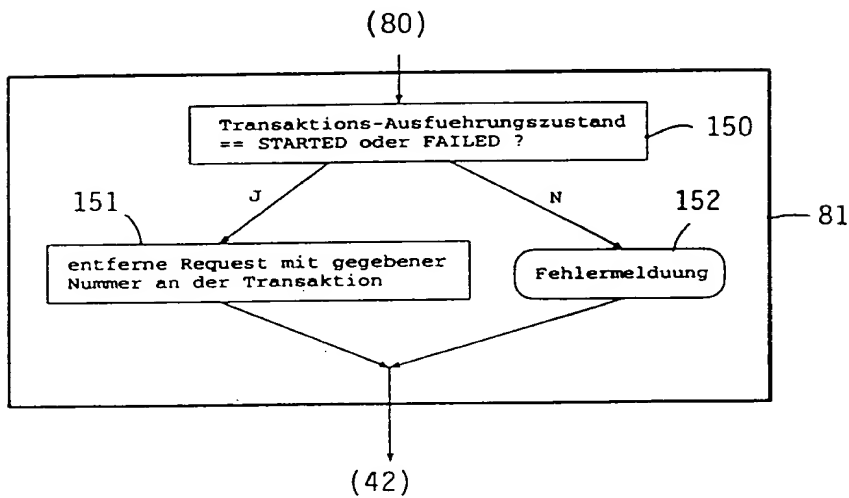 (80)
Transaktions-Ausfuehrungszustand
== STARTED oder FAILED ?
150
J
N
151
152
81
entferne Request mit gegebener
Nummer an der Transaktion
Fehlermelduung
(42)